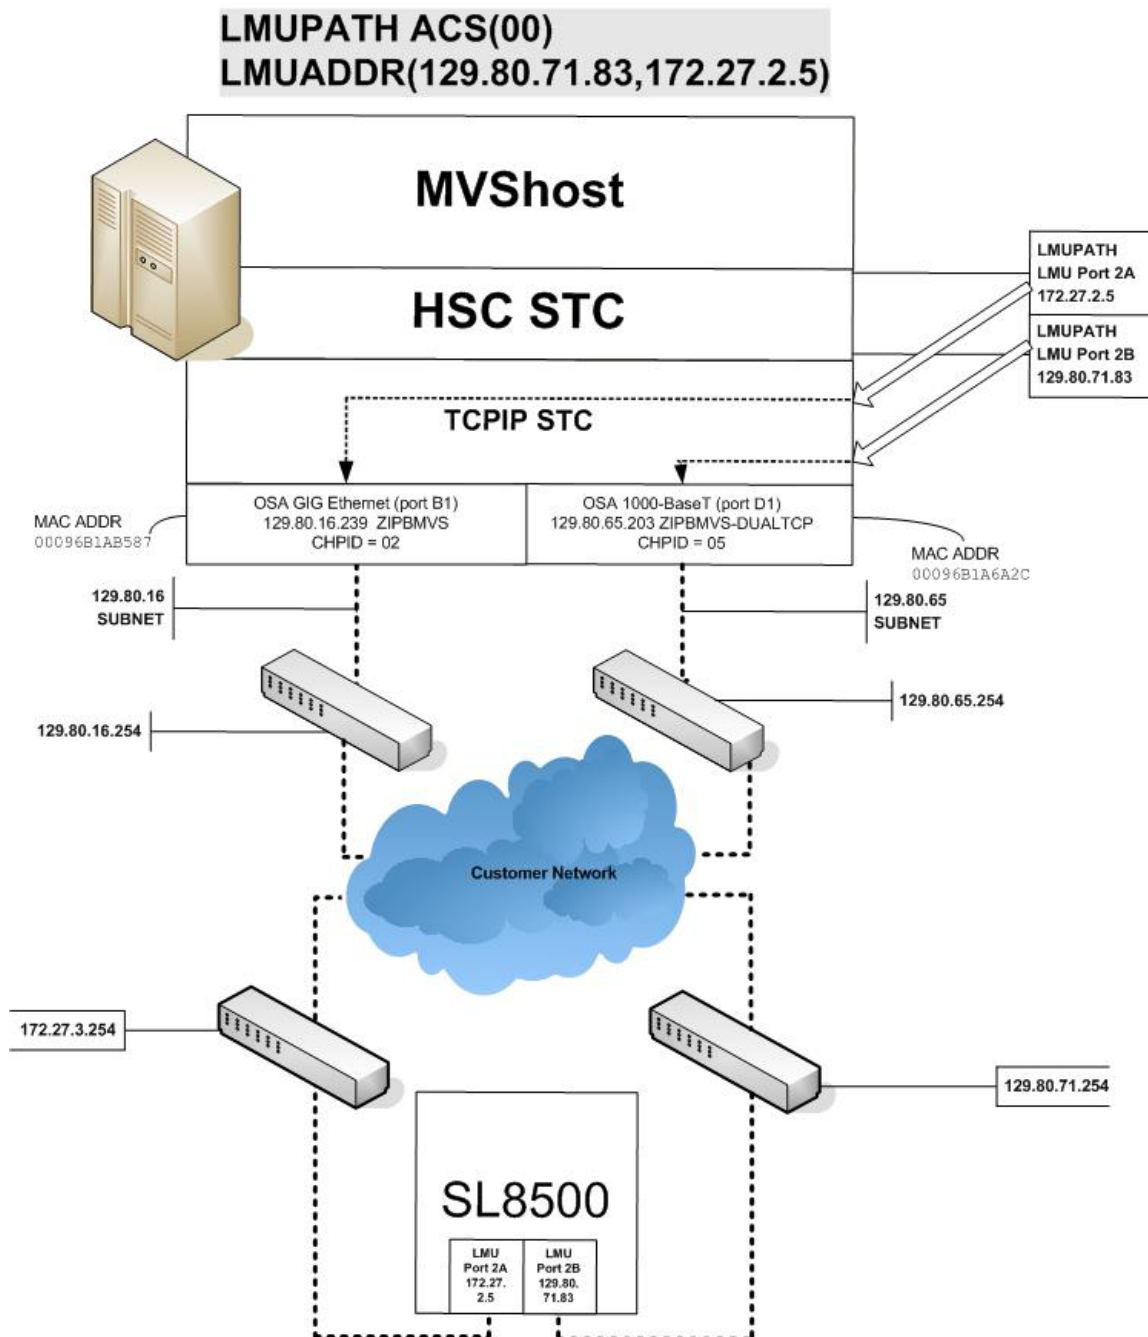 LMUPATH ACS(00)
LMUADDR(129.80.71.83,172.27.2.5)
MVShost
HSC STC
LMUPATH
LMU Port 2A
172.27.2.5
LMUPATH
LMU Port 2B
129.80.71.83
TCPIP STC
OSA GIG Ethernet (port B1)
129.80.16.239 ZIPBMVS
CHPID = 02
OSA 1000-BaseT (port D1)
129.80.65.203 ZIPBMVS-DUALTCP
CHPID = 05
MAC ADDR
00096B1AB587
MAC ADDR
00096B1A6A2C
129.80.16
SUBNET
129.80.65
SUBNET
129.80.16.254
129.80.65.254
Customer Network
172.27.3.254
129.80.71.254
SL8500
LMU
Port 2A
172.27.
2.5
LMU
Port 2B
129.80.
71.83